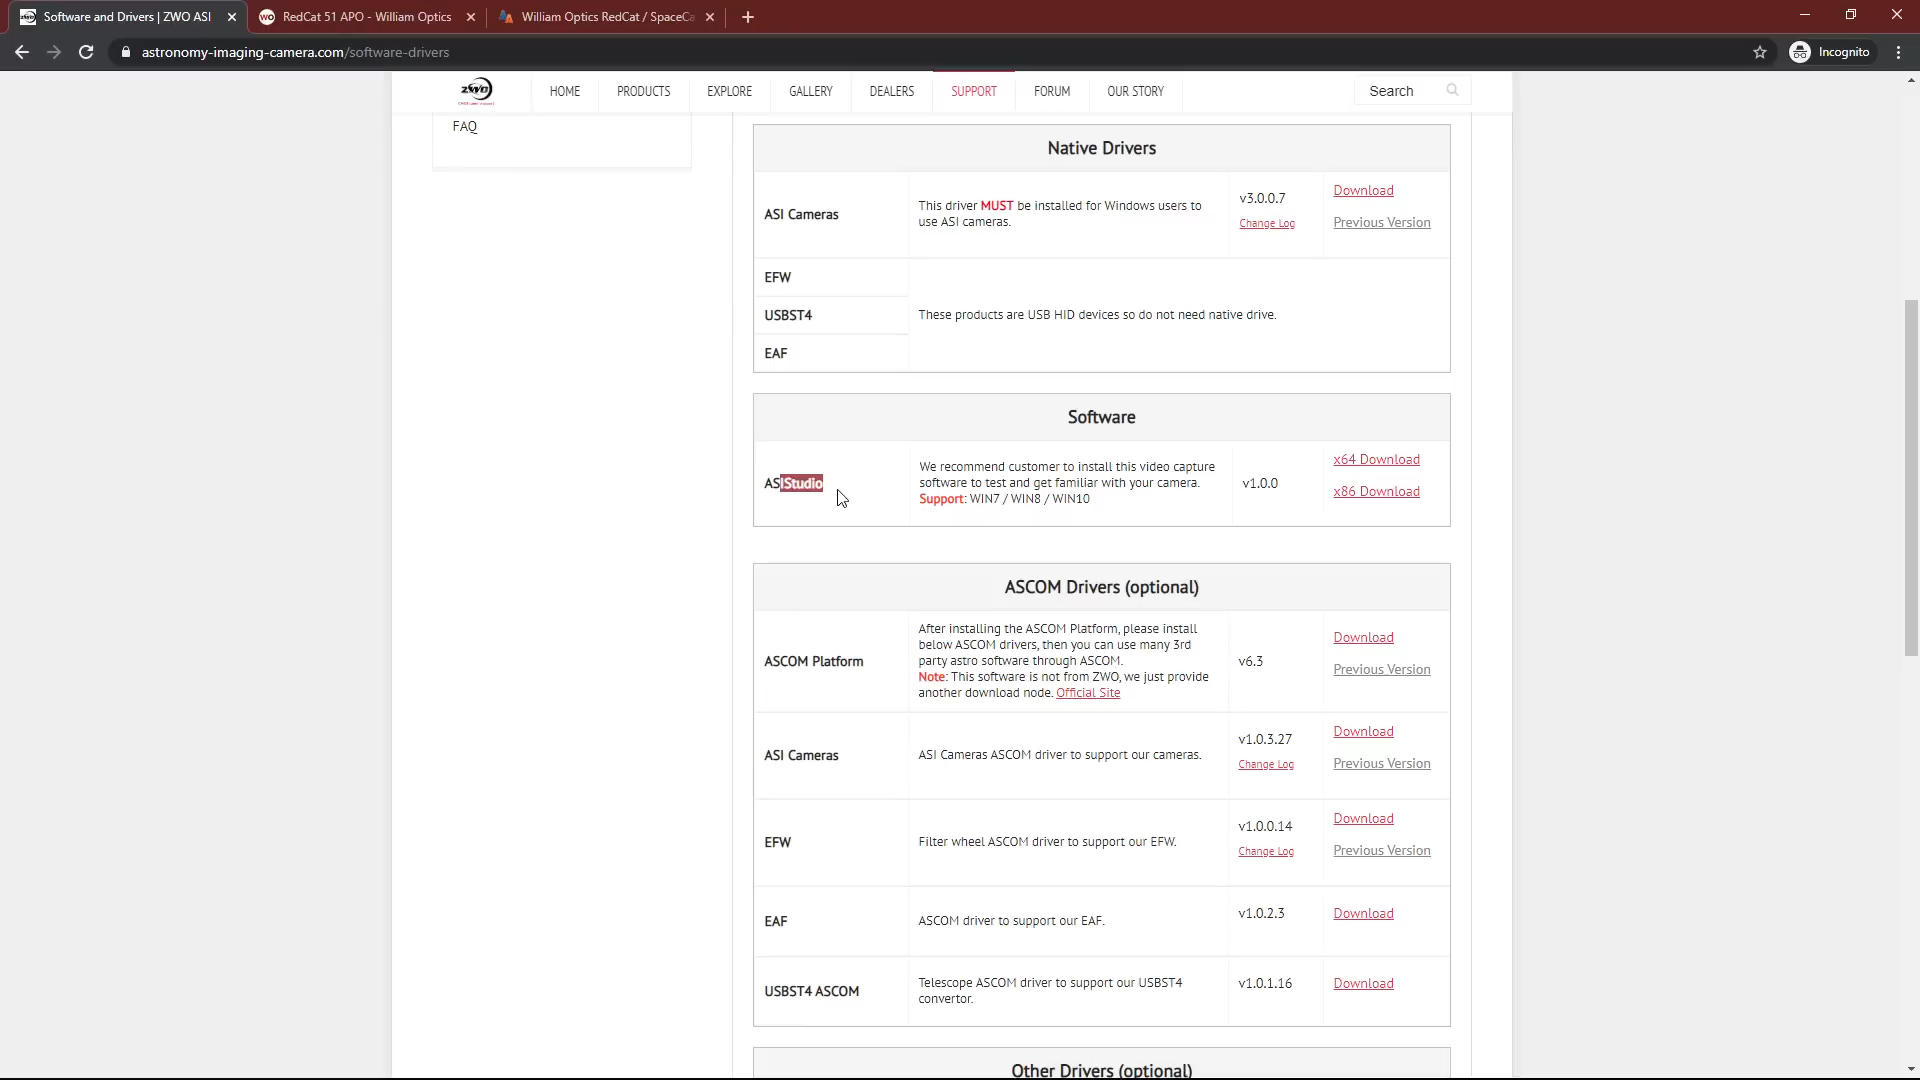 Software and Drivers | ZWO ASI
RedCat 51 APO - William Optics
William Optics RedCat / SpaceCa
astronomy-imaging-camera.com/software-drivers
Incognito
ZWO
HOME
PRODUCTS
EXPLORE
GALLERY
DEALERS
SUPPORT
FORUM
OUR STORY
Search
FAQ
Native Drivers
ASI Cameras
This driver MUST be installed for Windows users to
use ASI cameras.
v3.0.0.7
Change Log
Download
Previous Version
EFW
USBST4
EAF
These products are USB HID devices so do not need native drive.
Software
ASIStudio
We recommend customer to install this video capture
software to test and get familiar with your camera.
Support: WIN7 / WIN8 / WIN10
v1.0.0
x64 Download
x86 Download
ASCOM Drivers (optional)
ASCOM Platform
After installing the ASCOM Platform, please install
below ASCOM drivers, then you can use many 3rd
party astro software through ASCOM.
Note: This software is not from ZWO, we just provide
another download node. Official Site
v6.3
Download
Previous Version
ASI Cameras
ASI Cameras ASCOM driver to support our cameras.
v1.0.3.27
Change Log
Download
Previous Version
EFW
Filter wheel ASCOM driver to support our EFW.
v1.0.0.14
Change Log
Download
Previous Version
EAF
ASCOM driver to support our EAF.
v1.0.2.3
Download
USBST4 ASCOM
Telescope ASCOM driver to support our USBST4
convertor.
v1.0.1.16
Download
Other Drivers (optional)